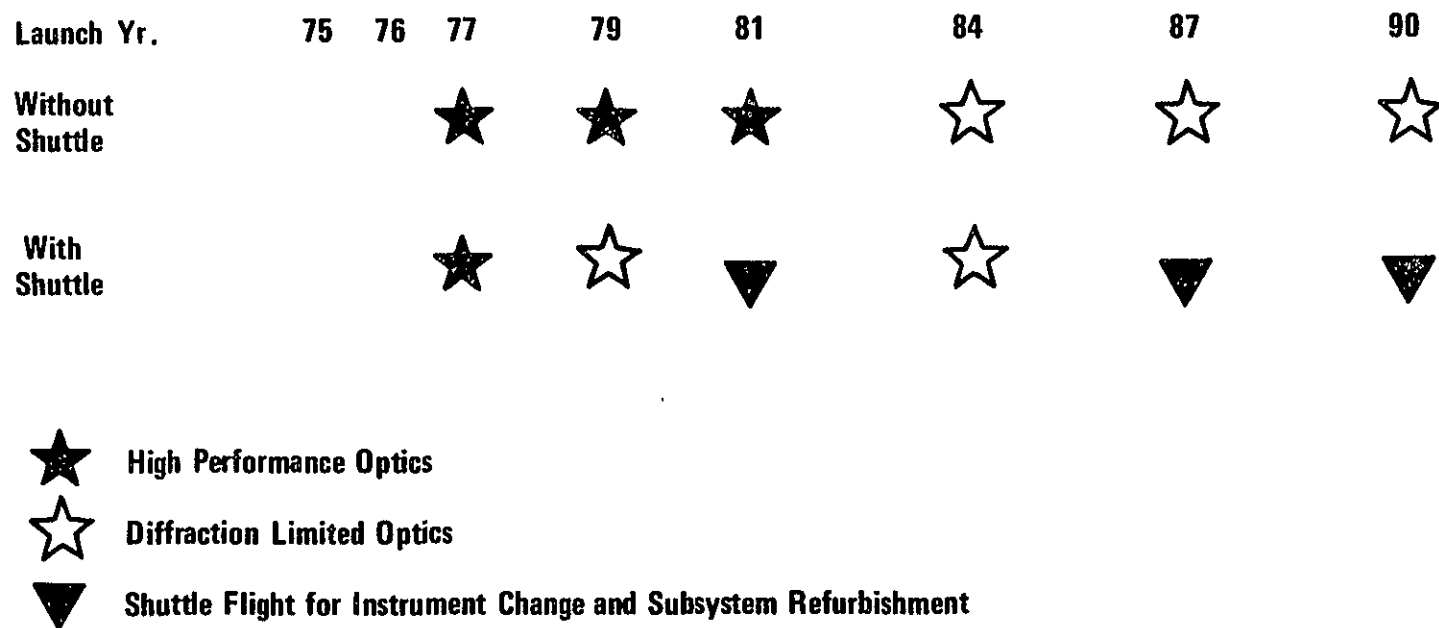 Launch Yr. 75 76 77 79 81 84 87 90
Without
Shuttle
With
Shuttle
High Performance Optics
Diffraction Limited Optics
Shuttle Flight for Instrument Change and Subsystem Refurbishment